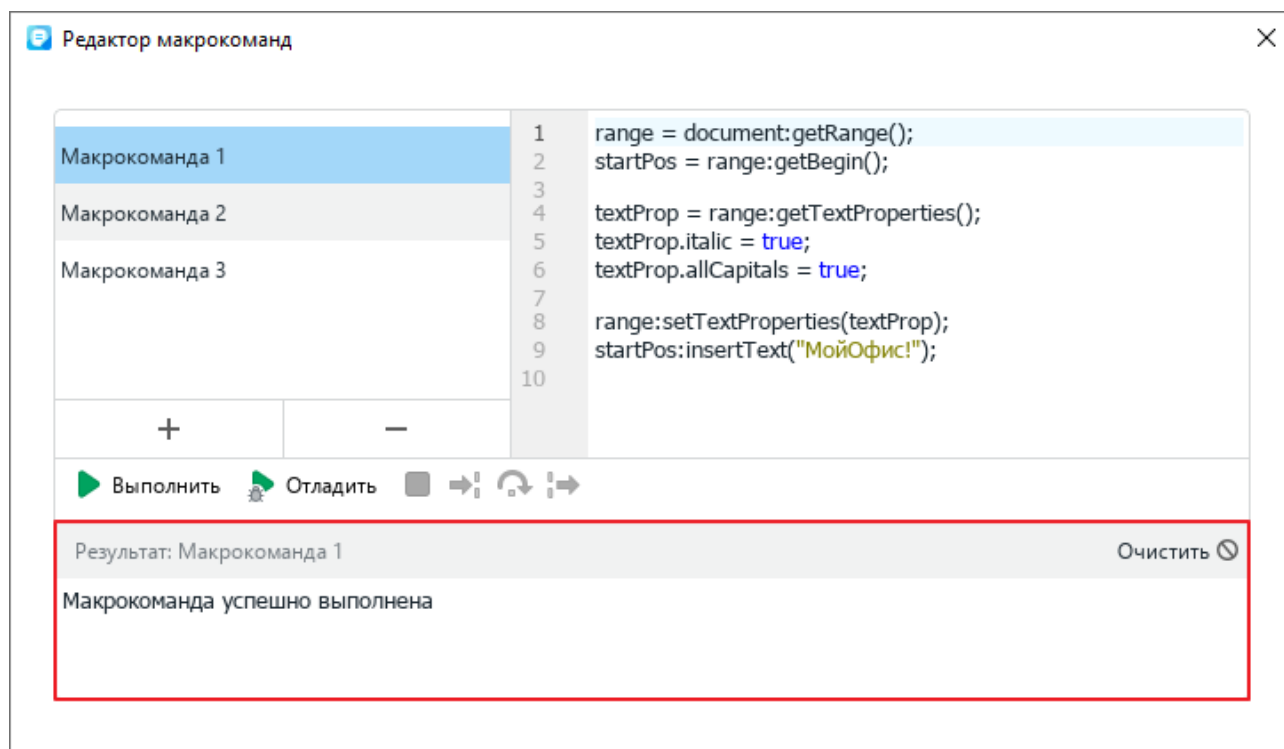 Редактор макрокоманд
Макрокоманда 1
Макрокоманда 2
Макрокоманда 3
1 range = document:getRange();
2 startPos = range:getBegin();
3
4 textProp = range:getTextProperties();
5 textProp.italic = true;
6 textProp.allCapitals = true;
7
8 range:setTextProperties(textProp);
9 startPos:insertText("МойОфис!");
10
Выполнить Отладить
Результат: Макрокоманда 1 Очистить
Макрокоманда успешно выполнена